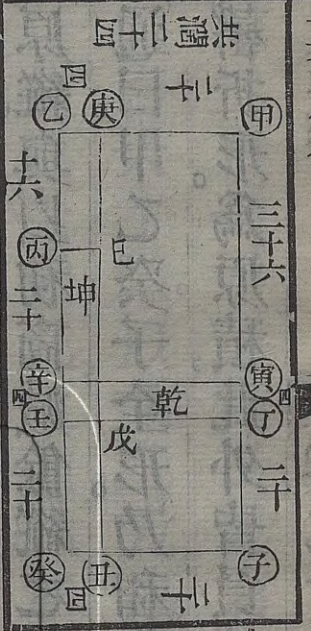 共濶二十四
二十
四
甲
庚
乙
三十六
十六
丙
己
坤
二十
寅
辛
四
四
乾
丁
壬
戊
二十
二十
子
丑
癸
二十
四